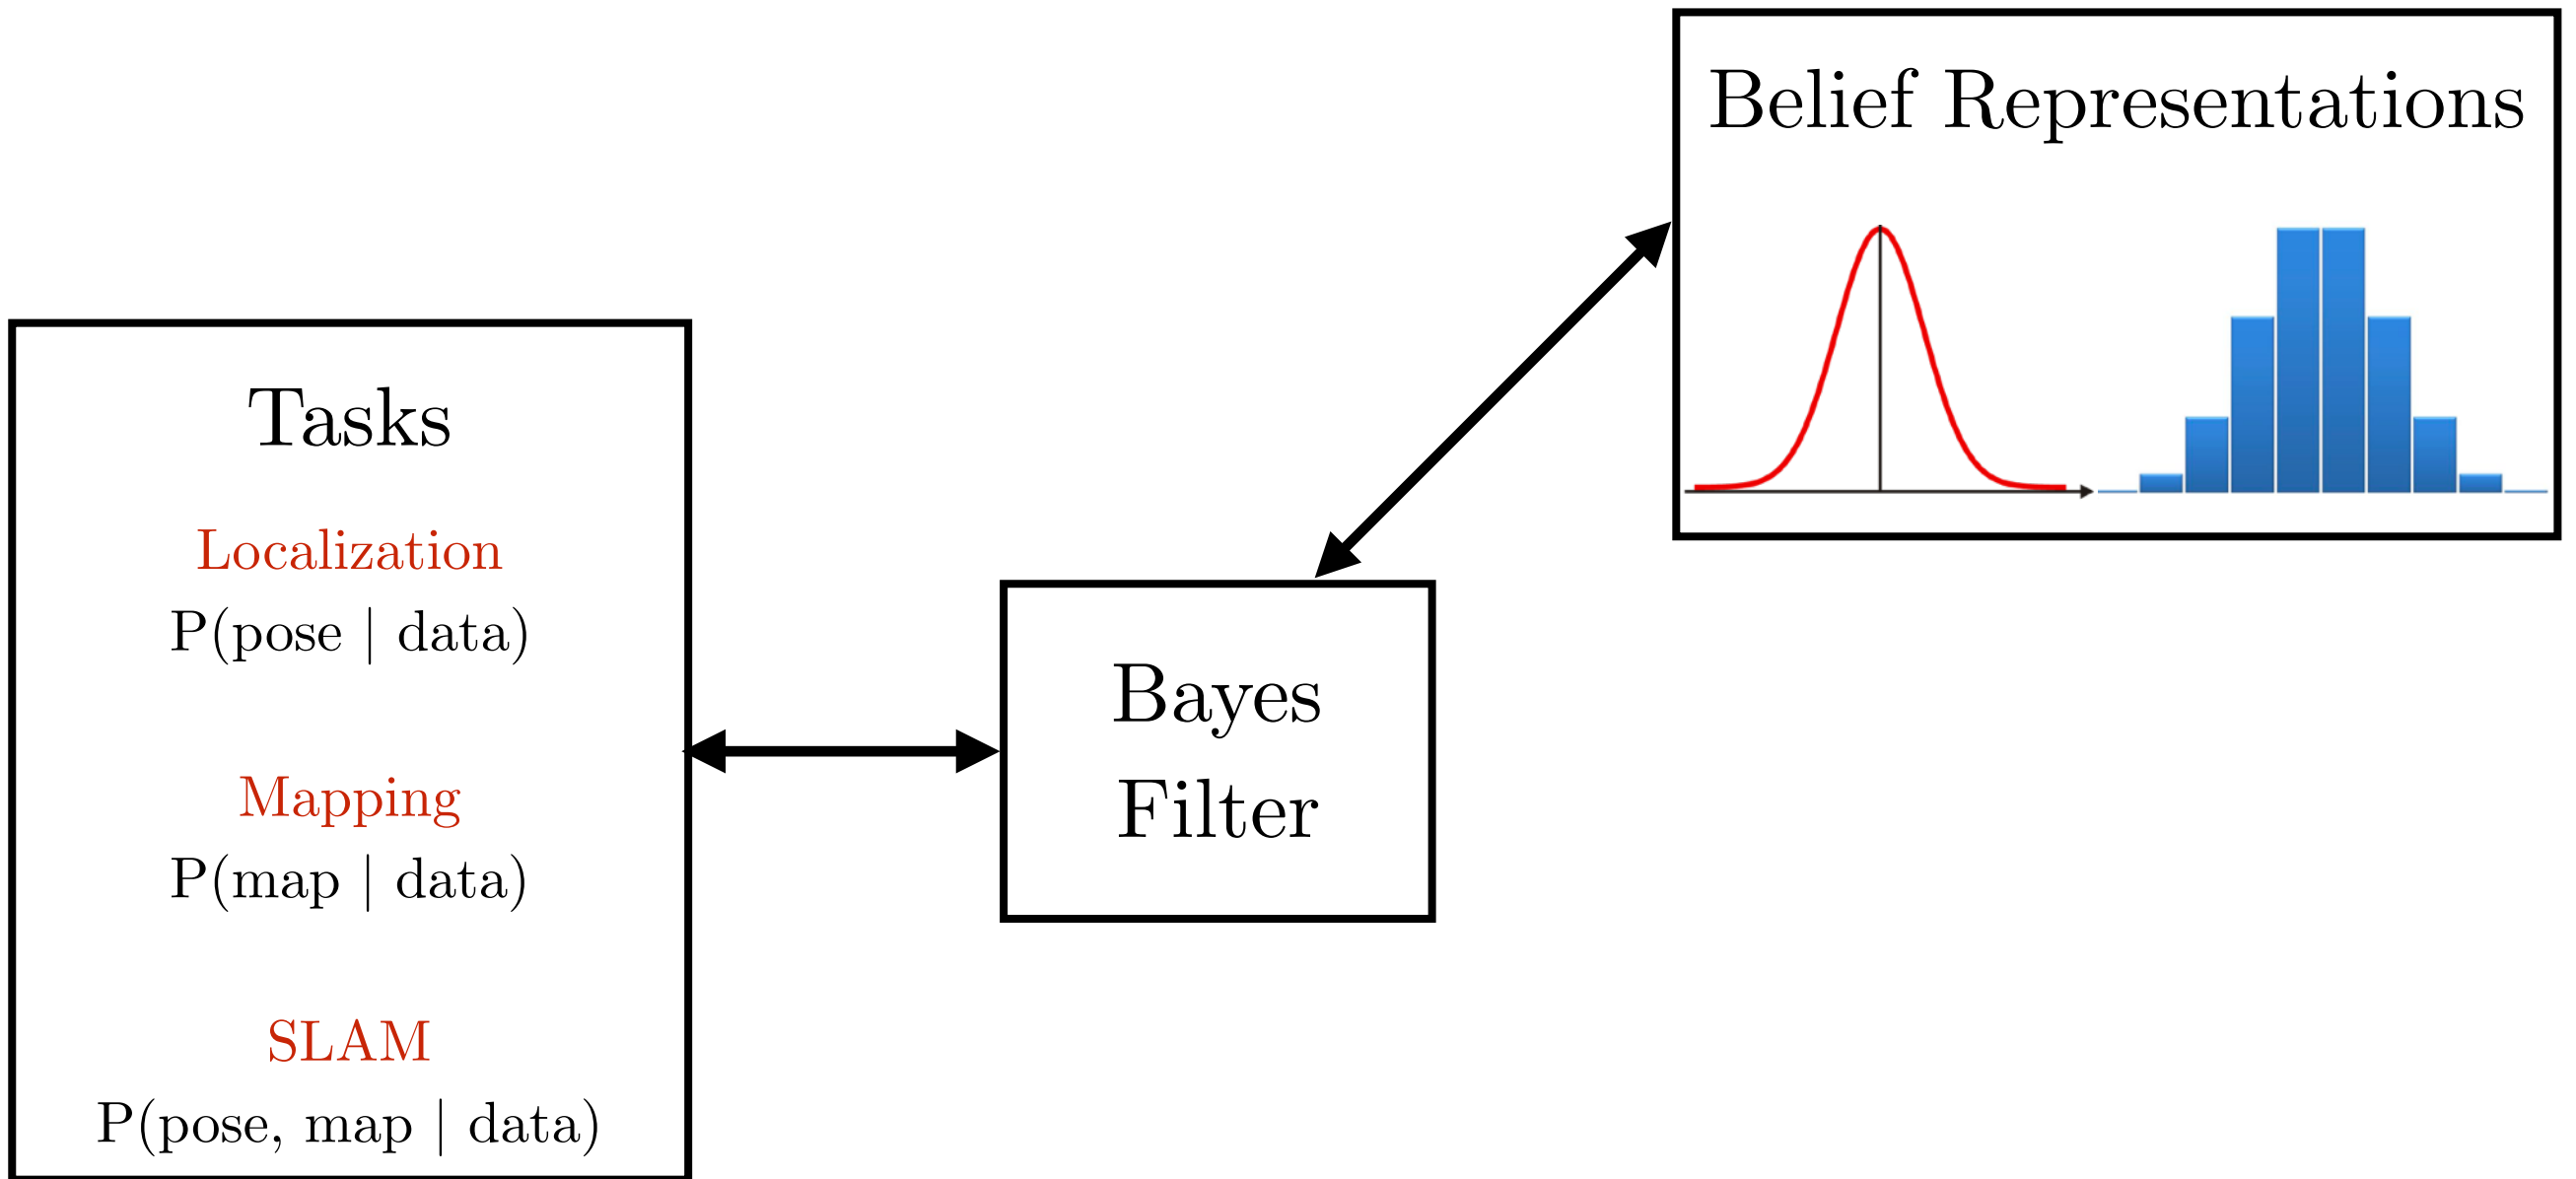 Belief Representations
Tasks
Localization
P(pose | data)
Mapping
P(map | data)
SLAM
P(pose, map | data)
Bayes
Filter